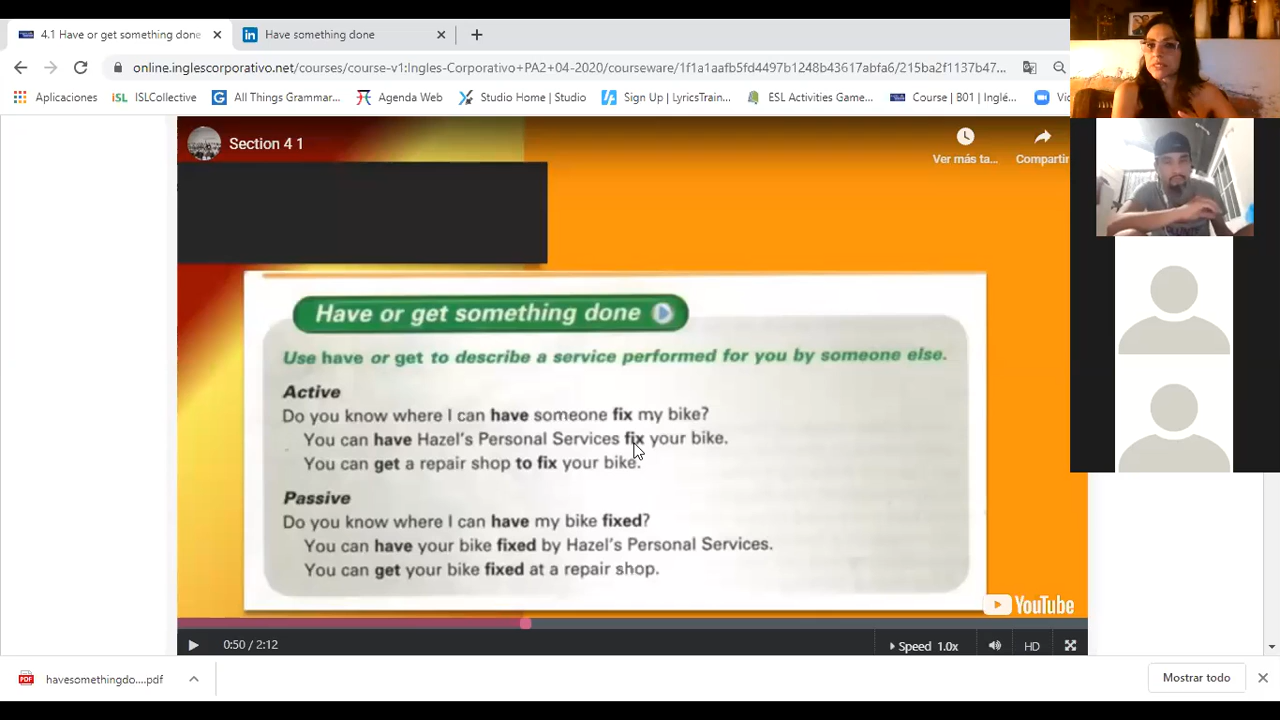 4.1 Have or get something done
Have something done
online.inglescorporativo.net/courses/course-v1:Ingles-Corporativo+PA2+04-2020/courseware/1f1a1aafb5fd4497b1248b43617abfa6/215ba2f1137b47...
Aplicaciones
ISLCollective
All Things Grammar...
Agenda Web
Studio Home | Studio
Sign Up | LyricsTrain...
ESL Activities Game...
Course | B01 | Inglé...
Section 4 1
Ver más ta...
Compartir
Have or get something done
Use have or get to describe a service performed for you by someone else.
Active
Do you know where I can have someone fix my bike?
You can have Hazel's Personal Services fix your bike.
You can get a repair shop to fix your bike.
Passive
Do you know where I can have my bike fixed?
You can have your bike fixed by Hazel's Personal Services.
You can get your bike fixed at a repair shop.
YouTube
0:50 / 2:12
Speed 1.0x
HD
havesomethingdo....pdf
Mostrar todo